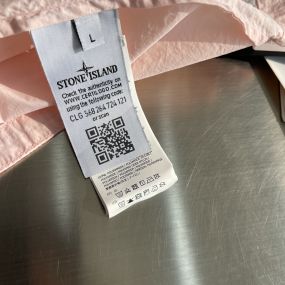 L
STONE ISLAND
Check the authenticity on
WWW.CERTILOGO.COM
using the following code:
CLG 568 264 724 121
or scan